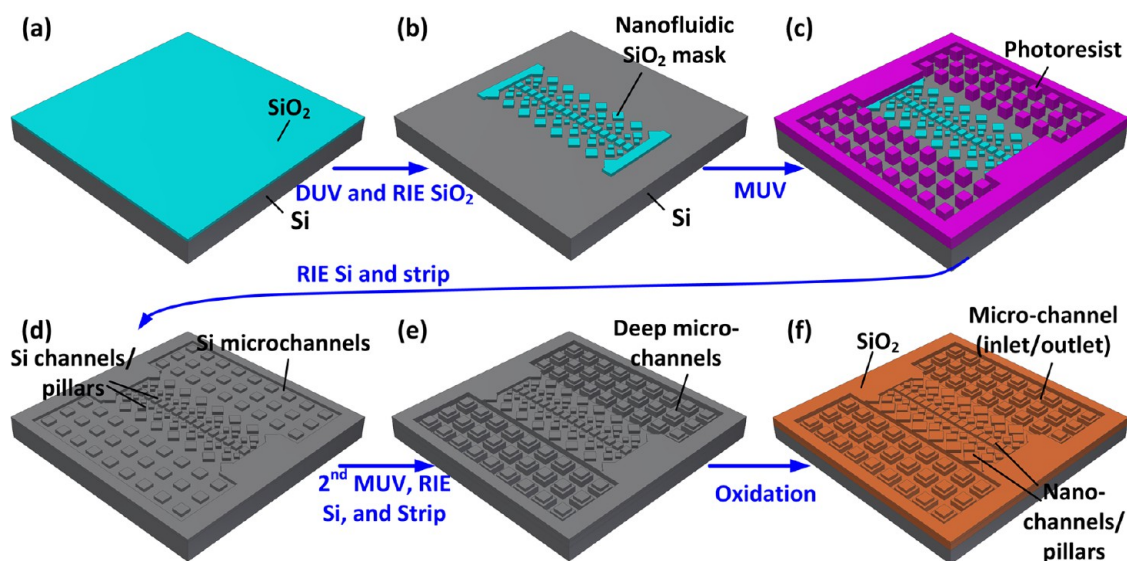 (a)
SiO₂
Si
DUV and RIE SiO₂
(b)
Nanofluidic
SiO₂ mask
Si
MUV
(c)
Photoresist
RIE Si and strip
(d)
Si channels/
pillars
Si microchannels
2ⁿᵈ MUV, RIE
Si, and Strip
(e)
Deep micro-
channels
Oxidation
(f)
SiO₂
Micro-channel
(inlet/outlet)
Nano-
channels/
pillars